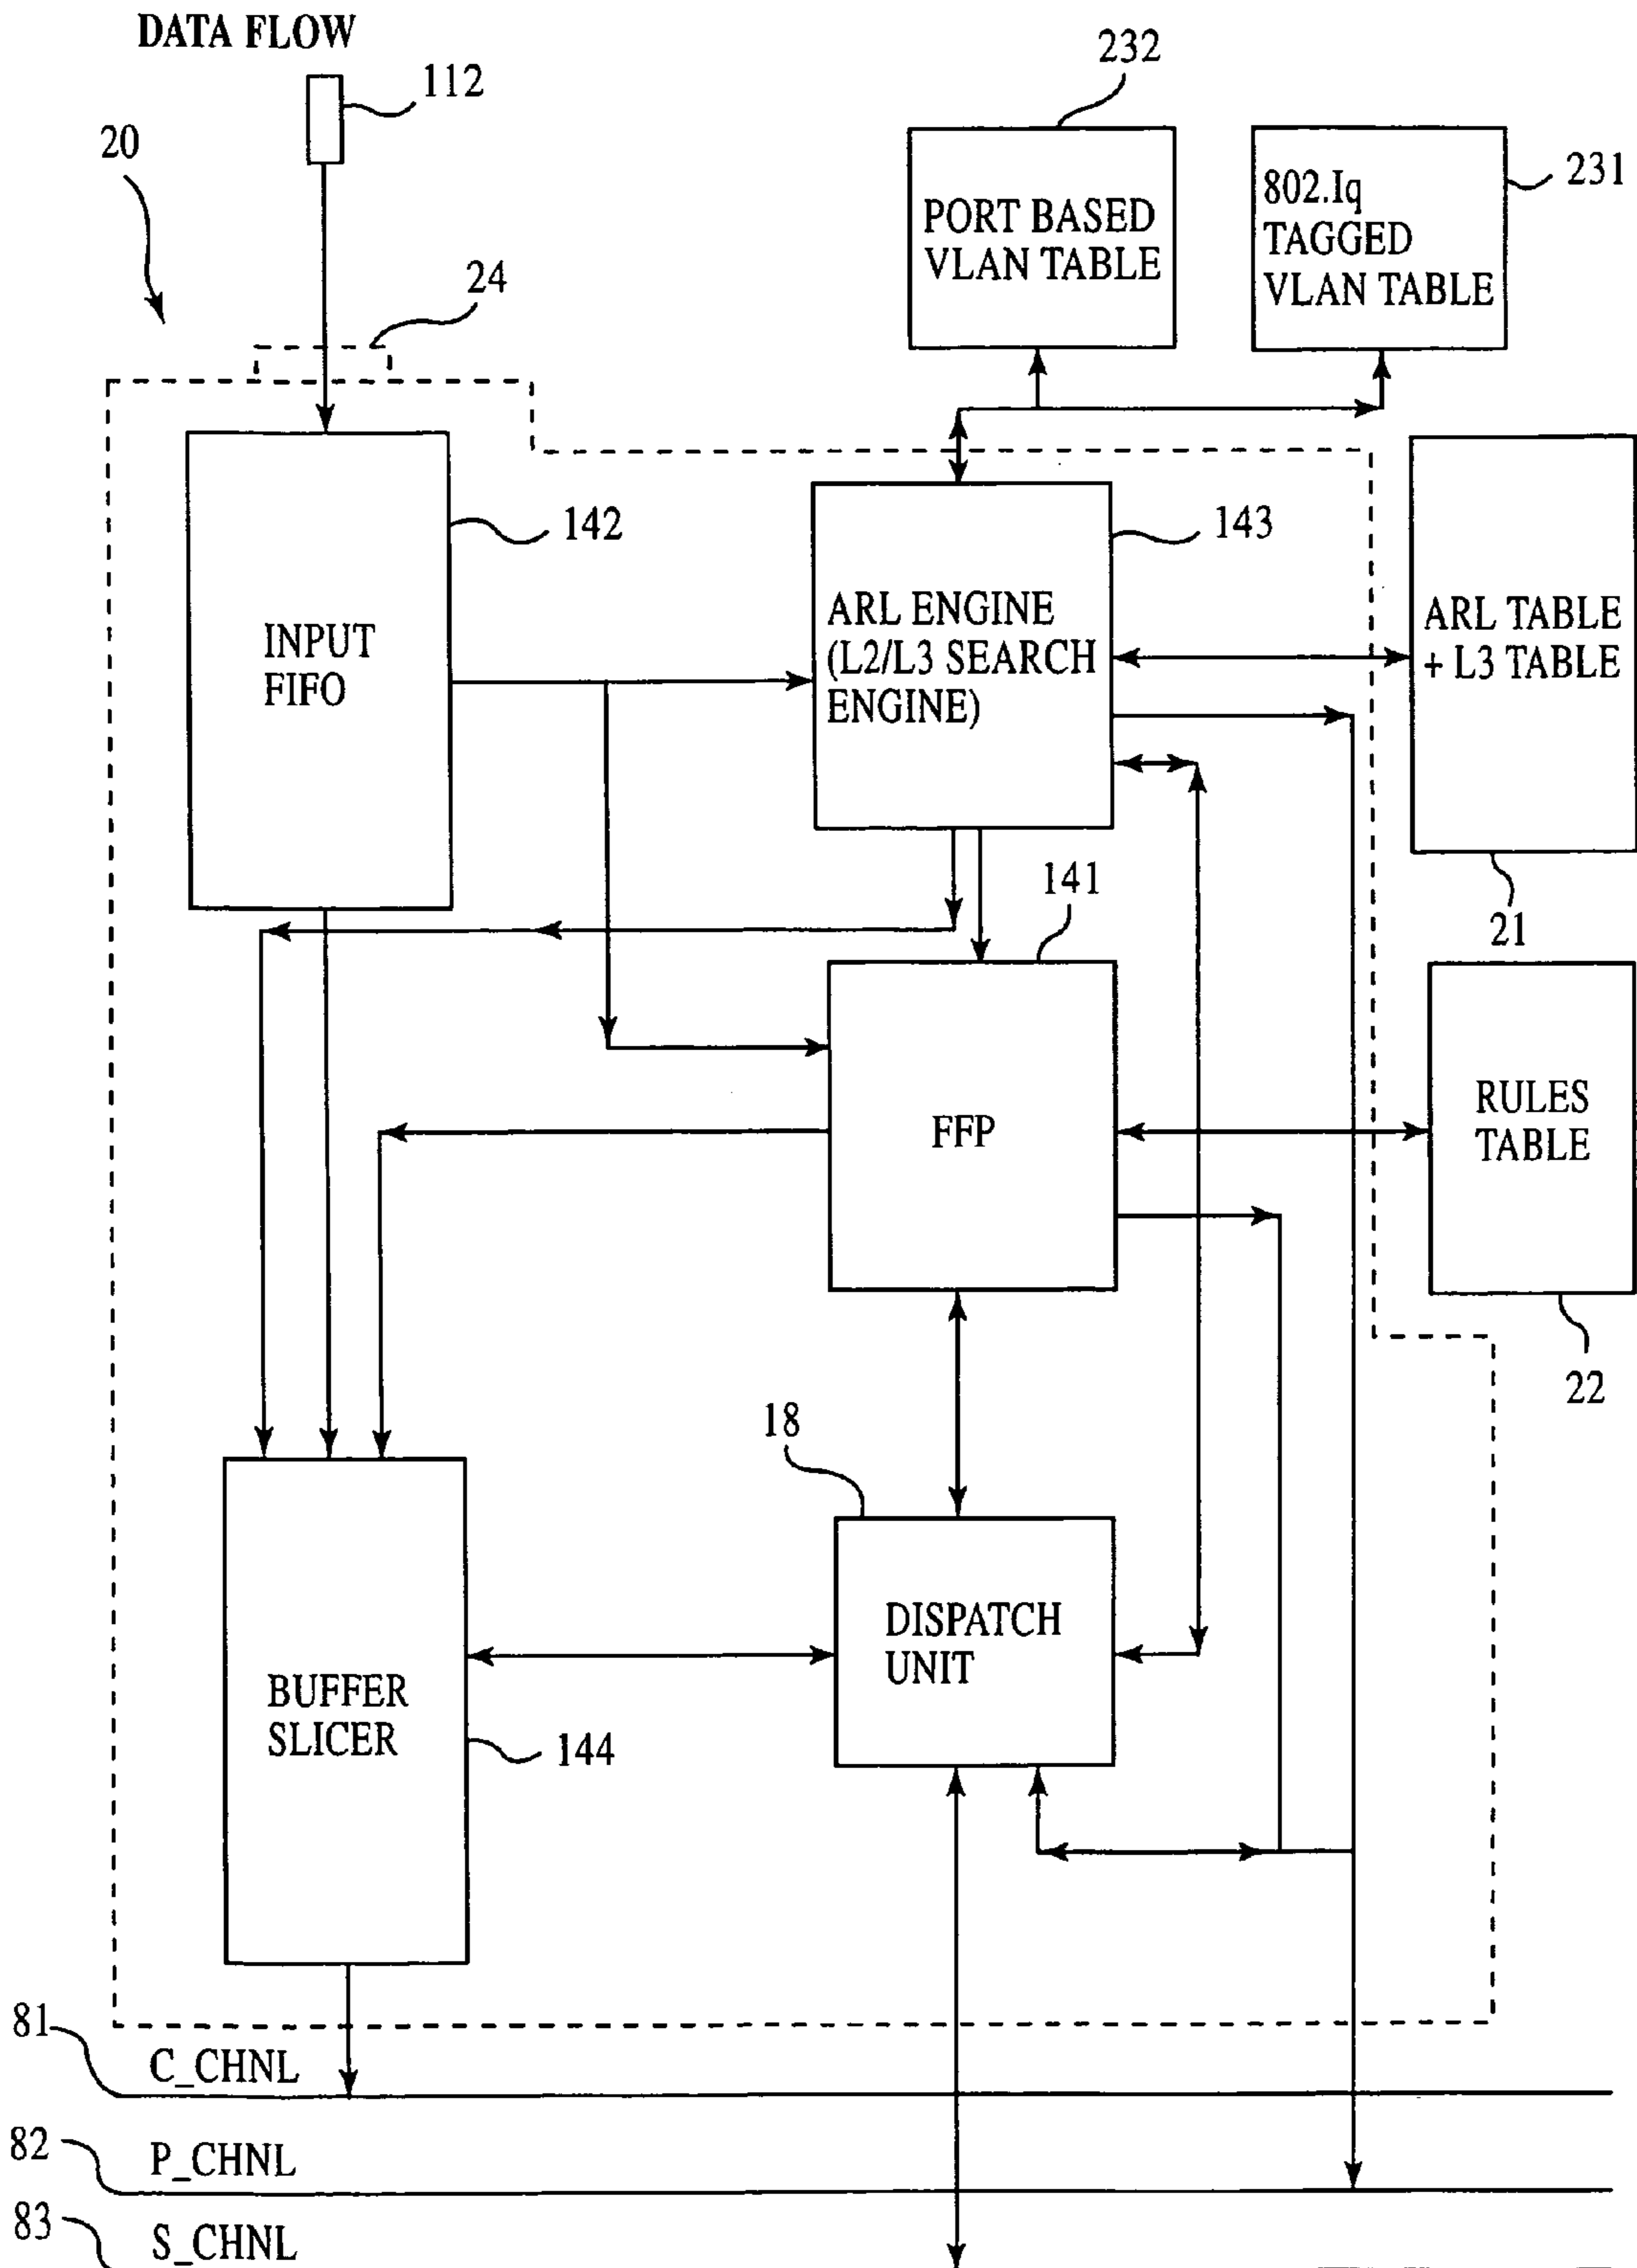 DATA FLOW
112
20
24
232
231
PORT BASED
VLAN TABLE
802.Iq
TAGGED
VLAN TABLE
142
143
INPUT
FIFO
ARL ENGINE
(L2/L3 SEARCH
ENGINE)
ARL TABLE
+ L3 TABLE
21
141
FFP
RULES
TABLE
22
18
DISPATCH
UNIT
BUFFER
SLICER
144
81
C_CHNL
82
P_CHNL
83
S_CHNL